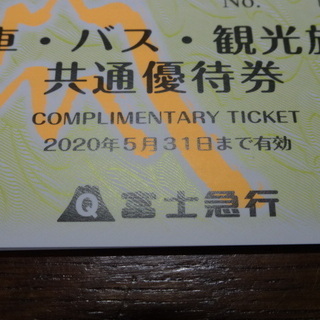 No.
車・バス・観光施
共通優待券
COMPLIMENTARY TICKET
2020年5月31日まで有効
Q 富士急行